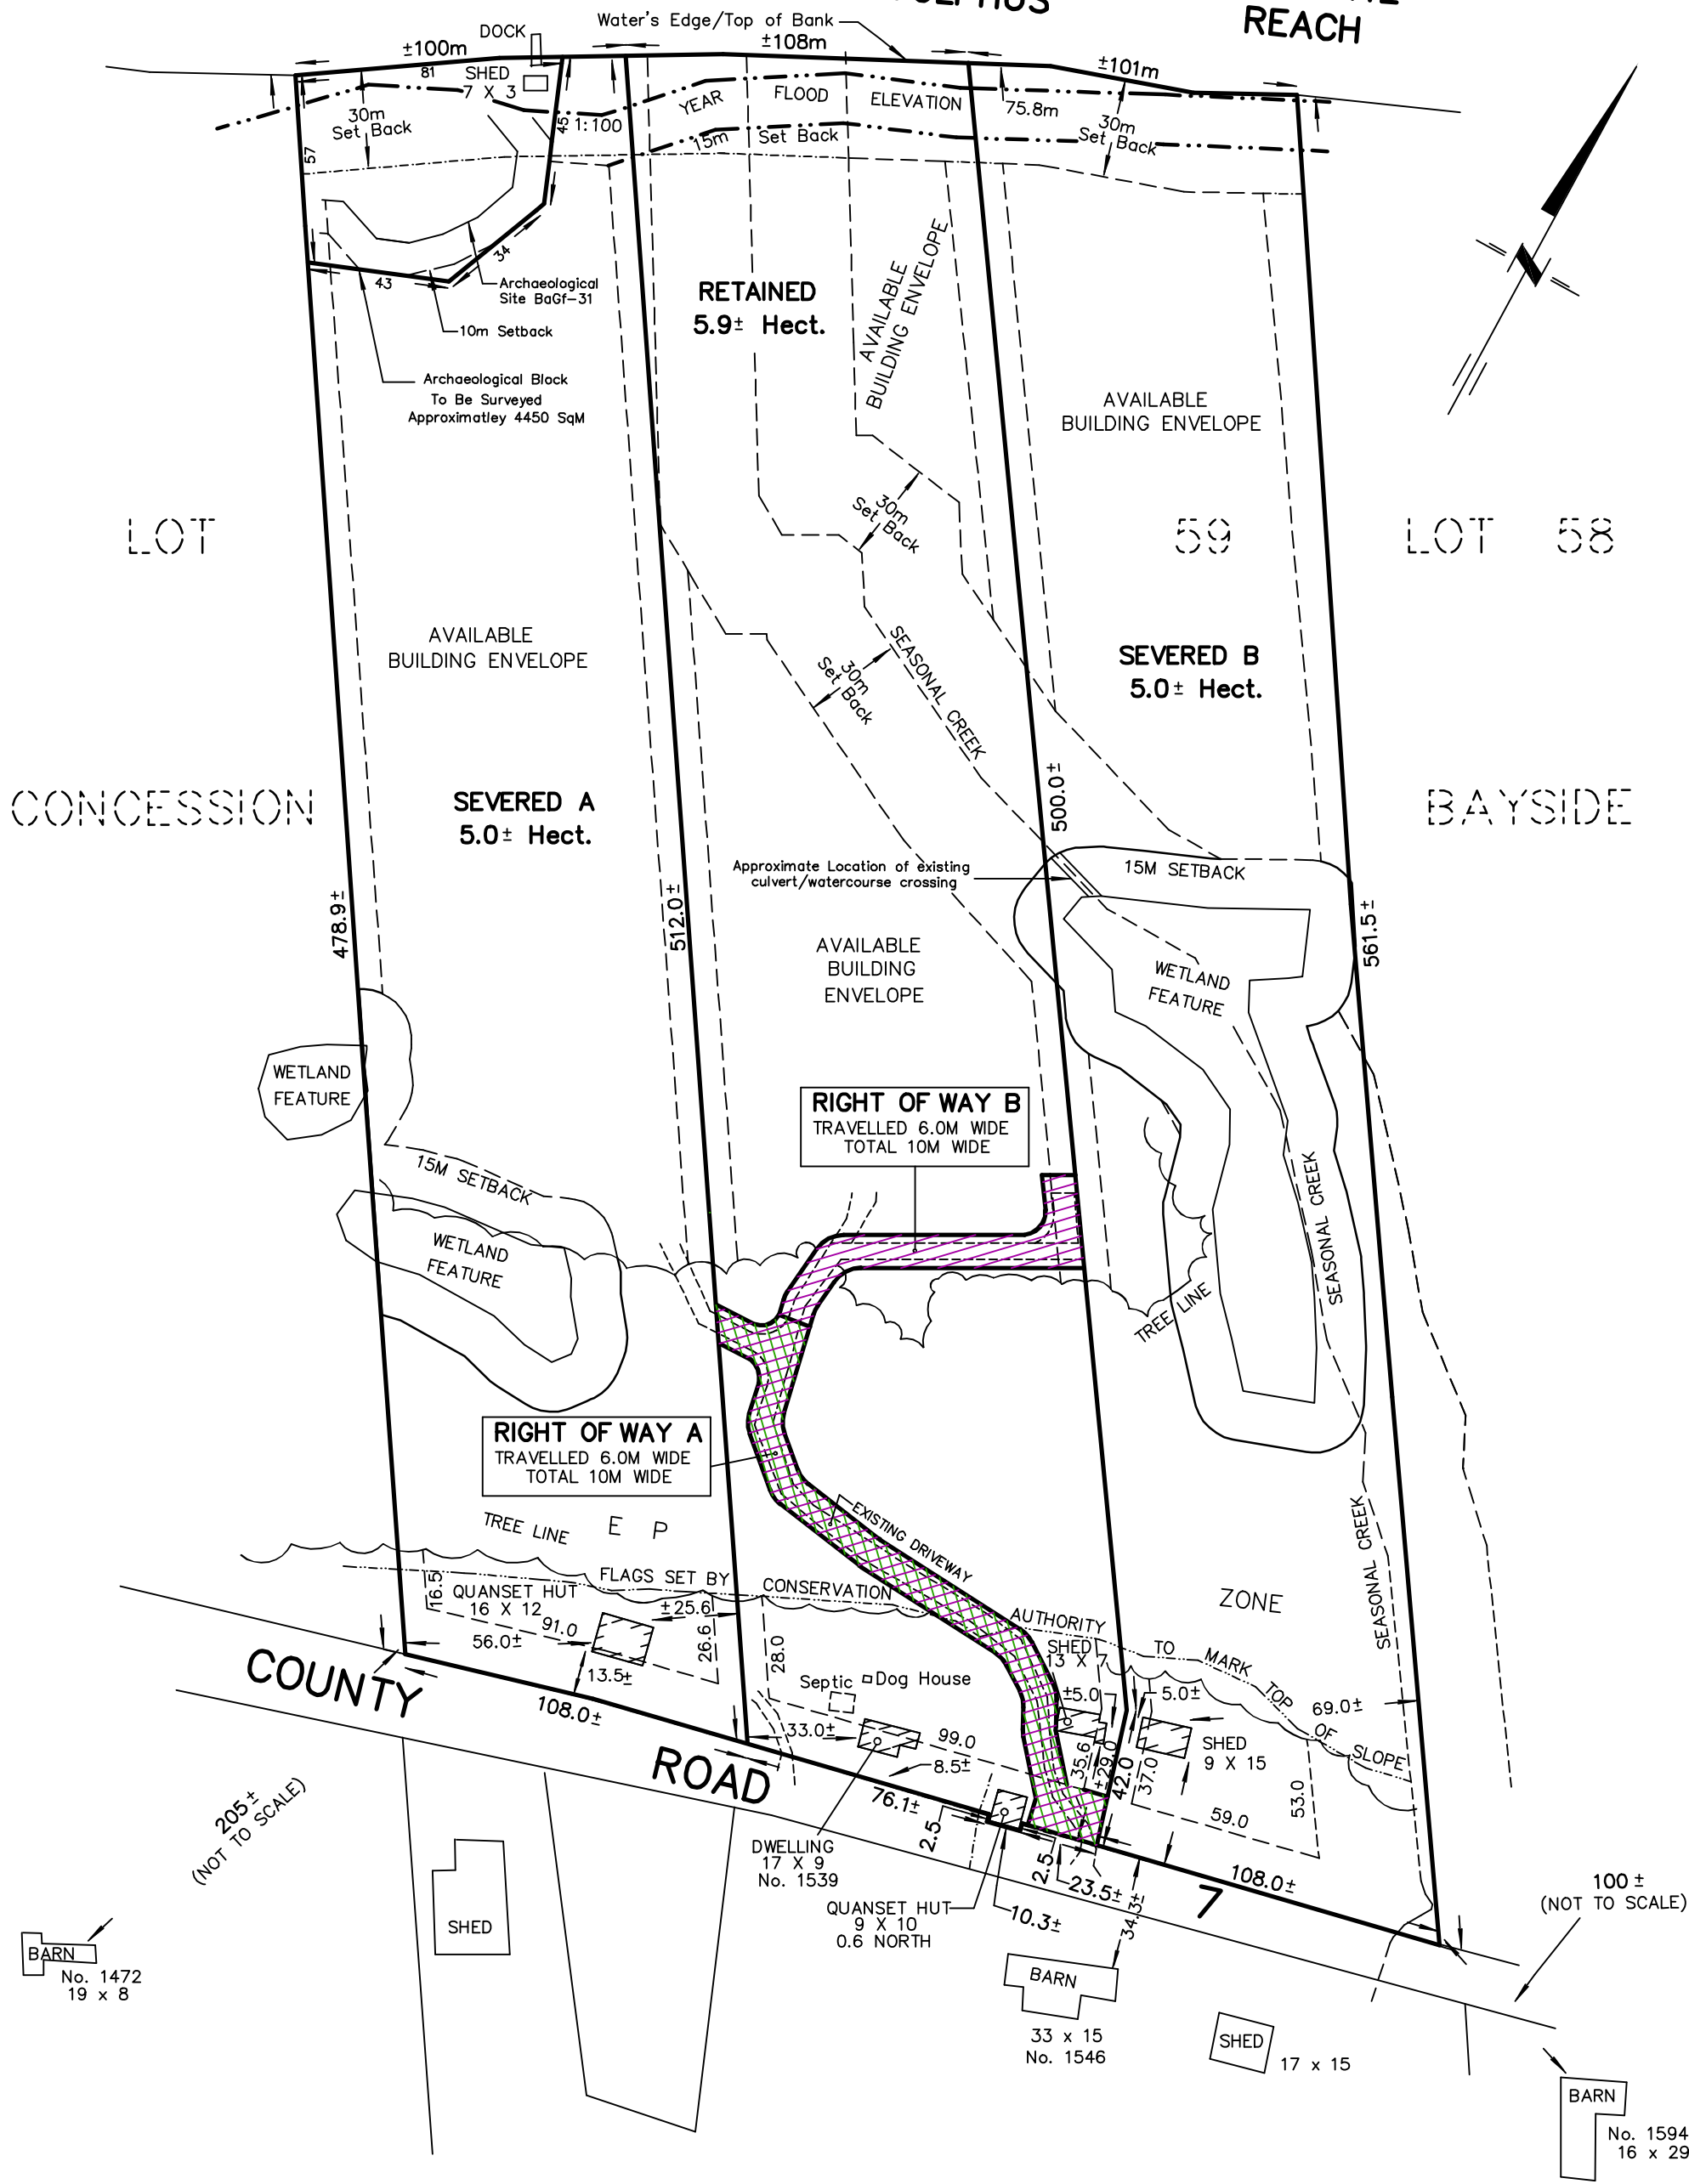 REACH
Water's Edge/Top of Bank
DOCK
±100m
±108m
±101m
81
SHED
7 X 3
30m
Set Back
57
45
1:100
YEAR
FLOOD
ELEVATION
75.8m
15m
Set Back
30m
Set Back
34
43
Archaeological
Site BaGf-31
10m Setback
Archaeological Block
To Be Surveyed
Approximatley 4450 SqM
RETAINED
5.9± Hect.
AVAILABLE
BUILDING ENVELOPE
AVAILABLE
BUILDING ENVELOPE
30m
Set Back
LOT
59
LOT 58
AVAILABLE
BUILDING ENVELOPE
SEASONAL CREEK
30m
Set Back
SEVERED B
5.0± Hect.
CONCESSION
SEVERED A
5.0± Hect.
500.0±
BAYSIDE
Approximate Location of existing
culvert/watercourse crossing
15M SETBACK
478.9±
512.0±
561.5±
AVAILABLE
BUILDING
ENVELOPE
WETLAND
FEATURE
WETLAND
FEATURE
RIGHT OF WAY B
TRAVELLED 6.0M WIDE
TOTAL 10M WIDE
15M SETBACK
SEASONAL CREEK
WETLAND
FEATURE
TREE LINE
RIGHT OF WAY A
TRAVELLED 6.0M WIDE
TOTAL 10M WIDE
EXISTING DRIVEWAY
TREE LINE
E P
ZONE
SEASONAL CREEK
FLAGS SET BY
CONSERVATION
AUTHORITY
TO
MARK
TOP
OF
SLOPE
16.5
QUANSET HUT
16 X 12
91.0
±25.6
56.0±
13.5±
26.6
28.0
SHED
13 X 7
Septic
Dog House
±5.0
5.0±
69.0±
COUNTY
108.0±
33.0±
99.0
8.5±
35.6
±29.0
42.0
37.0
SHED
9 X 15
53.0
59.0
ROAD
76.1±
2.5
2.5
DWELLING
17 X 9
No. 1539
23.5±
108.0±
7
205±
(NOT TO SCALE)
100 ±
(NOT TO SCALE)
QUANSET HUT
9 X 10
0.6 NORTH
10.3±
34.3±
SHED
BARN
No. 1472
19 x 8
BARN
33 x 15
No. 1546
SHED
17 x 15
BARN
No. 1594
16 x 29